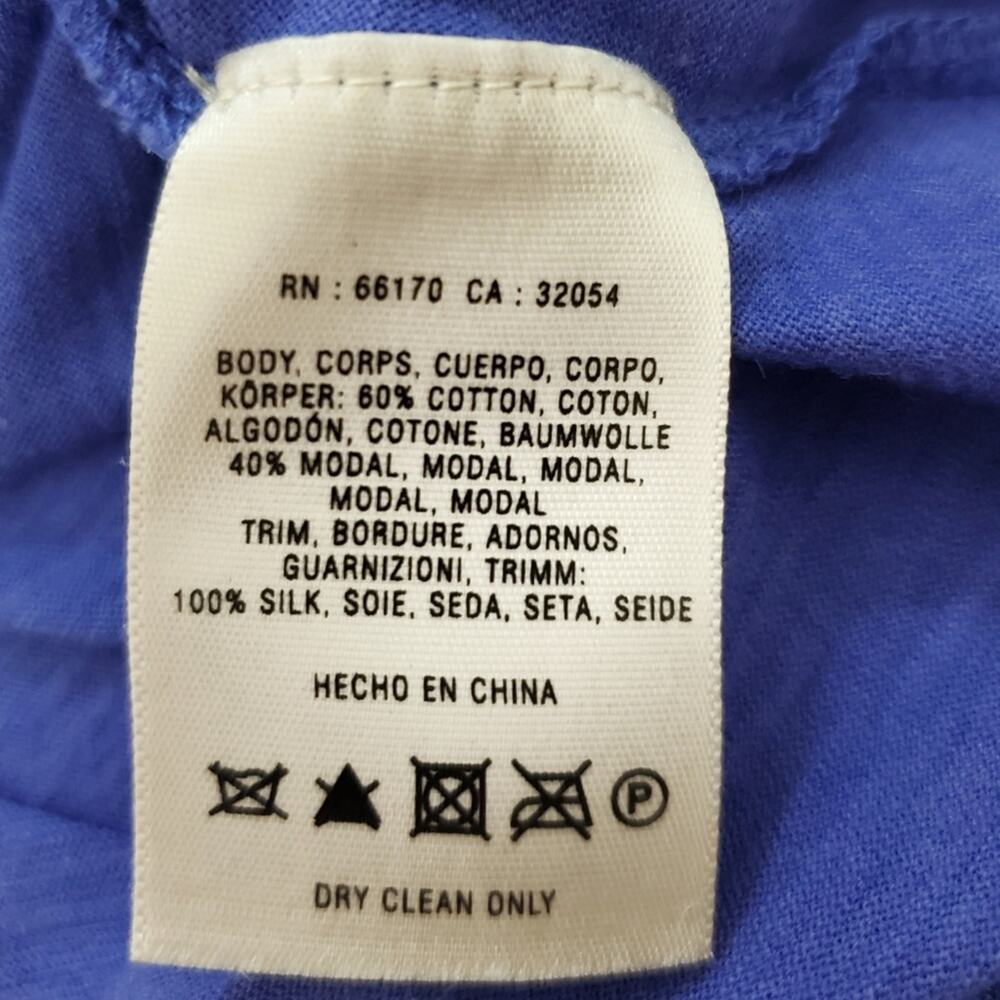 RN : 66170 CA : 32054
BODY, CORPS, CUERPO, CORPO,
KÖRPER: 60% COTTON, COTON,
ALGODÓN, COTONE, BAUMWOLLE
40% MODAL, MODAL, MODAL,
MODAL, MODAL
TRIM, BORDURE, ADORNOS,
GUARNIZIONI, TRIMM:
100% SILK, SOIE, SEDA, SETA, SEIDE
HECHO EN CHINA
P
DRY CLEAN ONLY